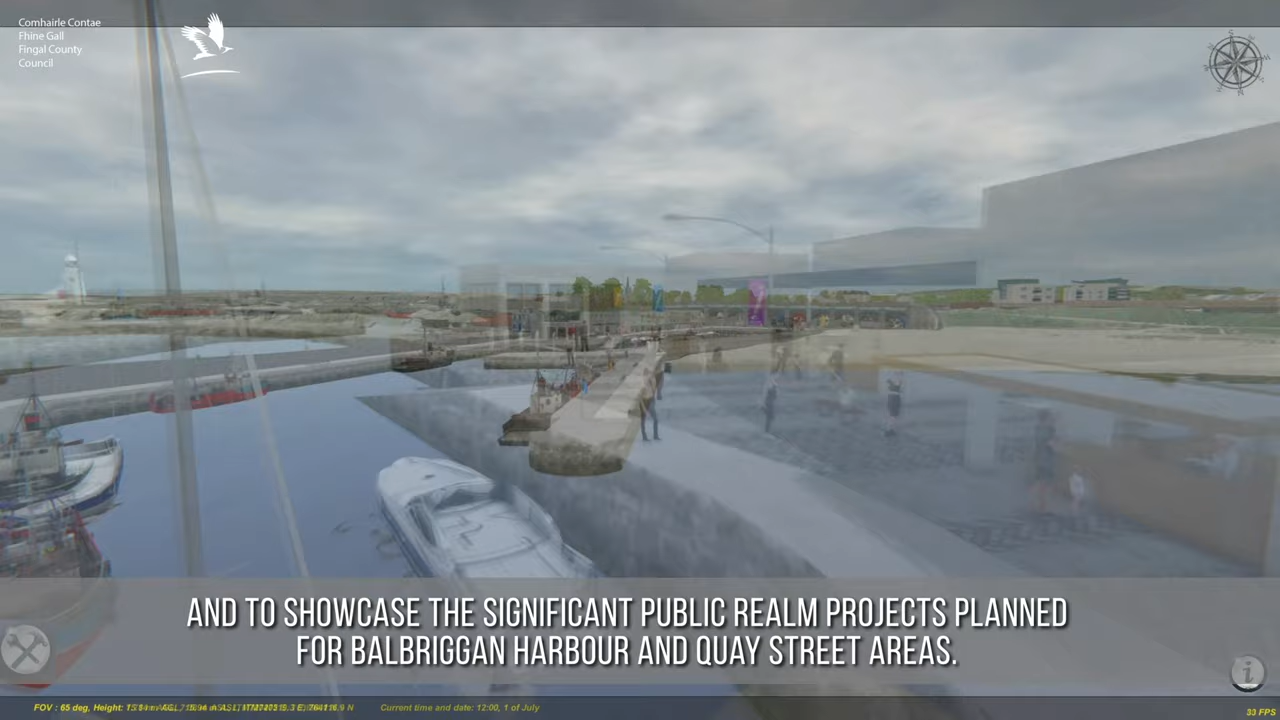 Comhairle Contae
Fhine Gall
Fingal County
Council
AND TO SHOWCASE THE SIGNIFICANT PUBLIC REALM PROJECTS PLANNED
FOR BALBRIGGAN HARBOUR AND QUAY STREET AREAS.
FOV : 65 deg, Height:
Current time and date: 12:00, 1 of July
FPS